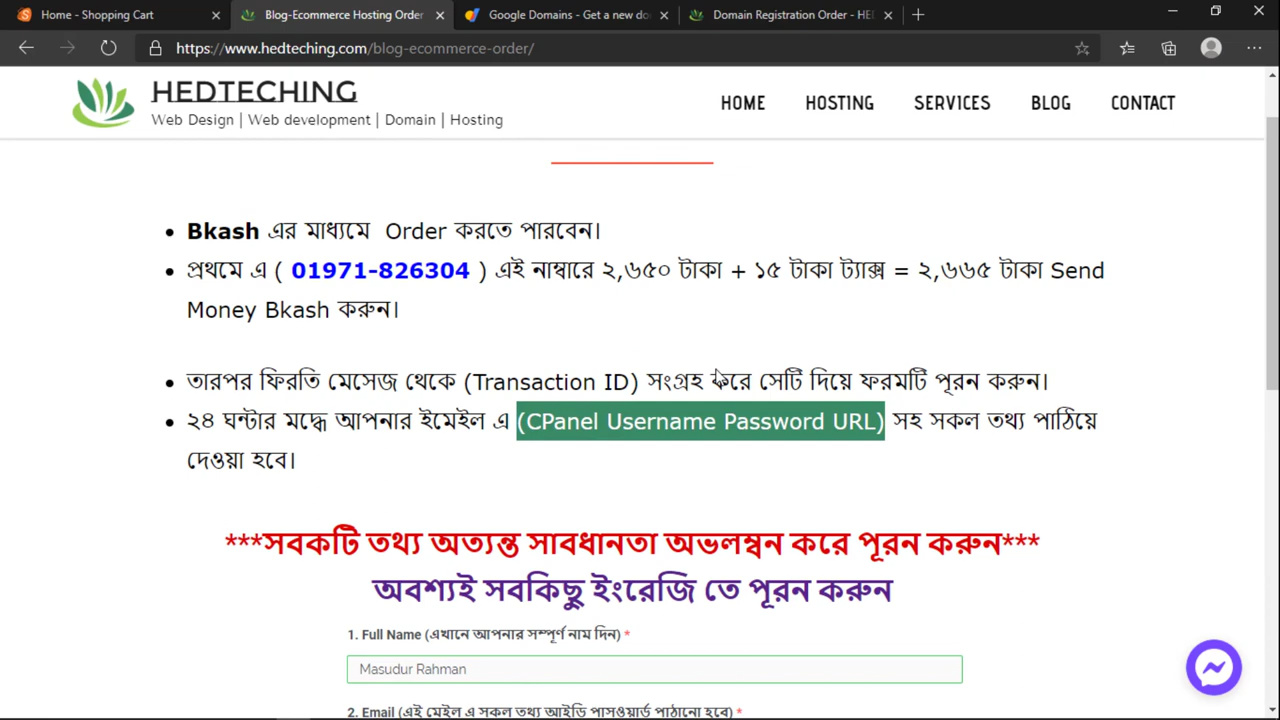 Home - Shopping Cart
Blog-Ecommerce Hosting Order
Google Domains - Get a new do
Domain Registration Order - HE
https://www.hedteching.com/blog-ecommerce-order/
HEDTECHING
Web Design | Web development | Domain | Hosting
HOME HOSTING SERVICES BLOG CONTACT
Bkash এর মাধ্যমে Order করতে পারবেন।
প্রথমে এ ( 01971-826304 ) এই নাম্বারে ২,৬৫০ টাকা + ১৫ টাকা ট্যাক্স = ২,৬৬৫ টাকা Send
Money Bkash করুন।
তারপর ফিরতি মেসেজ থেকে (Transaction ID) সংগ্রহ করে সেটি দিয়ে ফরমটি পূরন করুন।
২৪ ঘন্টার মদ্ধে আপনার ইমেইল এ (CPanel Username Password URL) সহ সকল তথ্য পাঠিয়ে
দেওয়া হবে।
***সবকটি তথ্য অত্যন্ত সাবধানতা অভলম্বন করে পূরন করুন***
অবশ্যই সবকিছু ইংরেজি তে পূরন করুন
1. Full Name (এখানে আপনার সম্পূর্ণ নাম দিন) *
Masudur Rahman
2. Email (এই মেইল এ সকল তথ্য আইডি পাসওয়ার্ড পাঠানো হবে) *